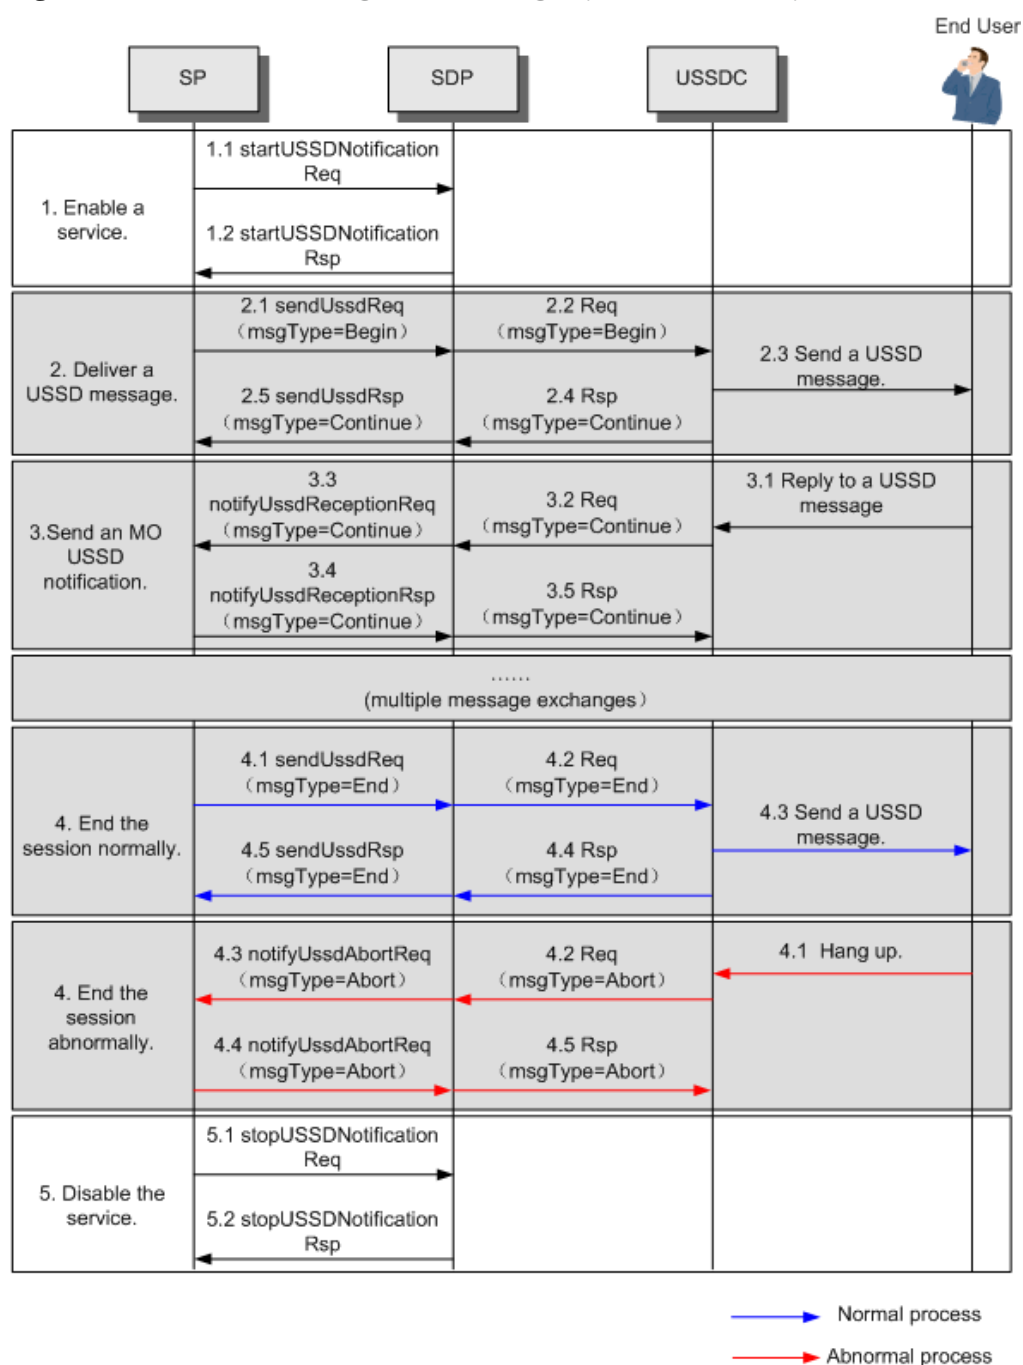 End User
SP
SDP
USSDC
1. Enable a
service.
1.1 startUSSDNotification
Req
1.2 startUSSDNotification
Rsp
2. Deliver a
USSD message.
2.1 sendUssdReq
（msgType=Begin）
2.2 Req
（msgType=Begin）
2.3 Send a USSD
message.
2.5 sendUssdRsp
（msgType=Continue）
2.4 Rsp
（msgType=Continue）
3.Send an MO
USSD
notification.
3.3
notifyUssdReceptionReq
（msgType=Continue）
3.2 Req
（msgType=Continue）
3.1 Reply to a USSD
message
3.4
notifyUssdReceptionRsp
（msgType=Continue）
3.5 Rsp
（msgType=Continue）
......
(multiple message exchanges）
4. End the
session normally.
4.1 sendUssdReq
（msgType=End）
4.2 Req
（msgType=End）
4.3 Send a USSD
message.
4.5 sendUssdRsp
（msgType=End）
4.4 Rsp
（msgType=End）
4. End the
session
abnormally.
4.3 notifyUssdAbortReq
（msgType=Abort）
4.2 Req
（msgType=Abort）
4.1 Hang up.
4.4 notifyUssdAbortReq
（msgType=Abort）
4.5 Rsp
（msgType=Abort）
5. Disable the
service.
5.1 stopUSSDNotification
Req
5.2 stopUSSDNotification
Rsp
Normal process
Abnormal process